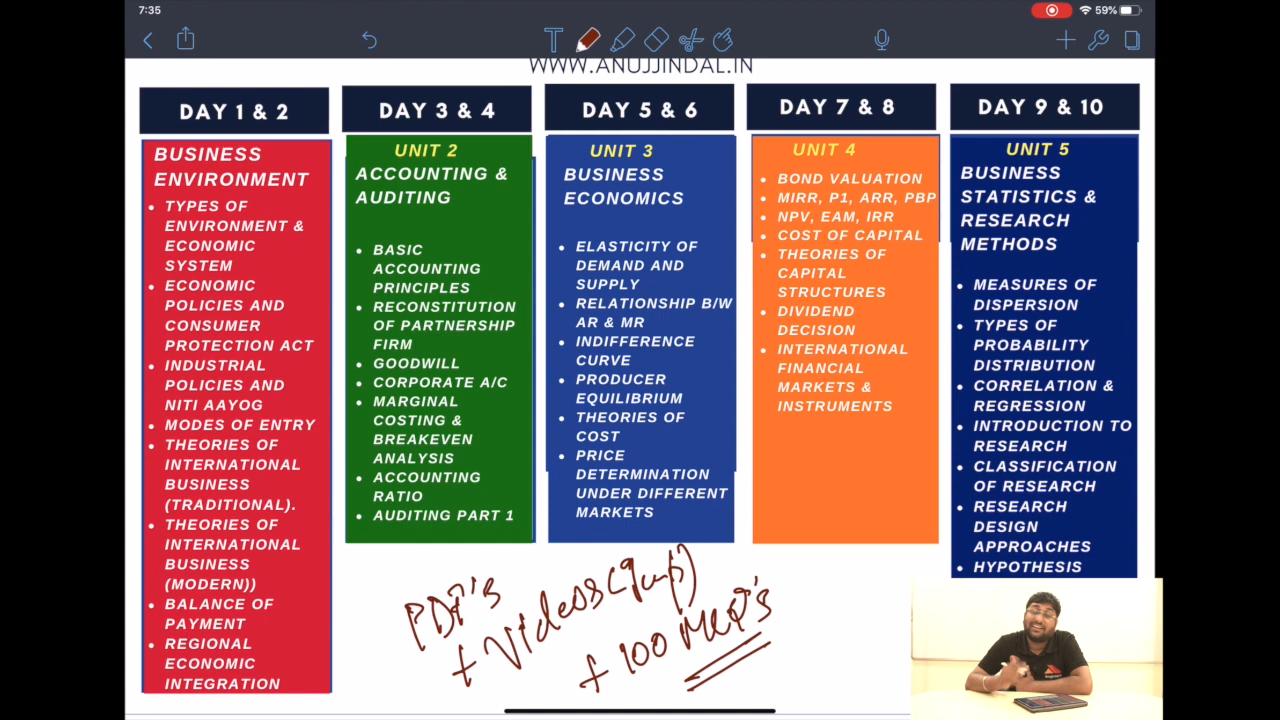 7:35
59%
WWW.ANUJJINDAL.IN
DAY 1 & 2
BUSINESS
ENVIRONMENT
• TYPES OF
ENVIRONMENT &
ECONOMIC
SYSTEM
• ECONOMIC
POLICIES AND
CONSUMER
PROTECTION ACT
• INDUSTRIAL
POLICIES AND
NITI AAYOG
• MODES OF ENTRY
• THEORIES OF
INTERNATIONAL
BUSINESS
(TRADITIONAL).
• THEORIES OF
INTERNATIONAL
BUSINESS
(MODERN))
• BALANCE OF
PAYMENT
• REGIONAL
ECONOMIC
INTEGRATION
DAY 3 & 4
UNIT 2
ACCOUNTING &
AUDITING
• BASIC
ACCOUNTING
PRINCIPLES
• RECONSTITUTION
OF PARTNERSHIP
FIRM
• GOODWILL
• CORPORATE A/C
• MARGINAL
COSTING &
BREAKEVEN
ANALYSIS
• ACCOUNTING
RATIO
• AUDITING PART 1
DAY 5 & 6
UNIT 3
BUSINESS
ECONOMICS
• ELASTICITY OF
DEMAND AND
SUPPLY
• RELATIONSHIP B/W
AR & MR
• INDIFFERENCE
CURVE
• PRODUCER
EQUILIBRIUM
• THEORIES OF
COST
• PRICE
DETERMINATION
UNDER DIFFERENT
MARKETS
DAY 7 & 8
UNIT 4
• BOND VALUATION
• MIRR, P1, ARR, PBP
• NPV, EAM, IRR
• COST OF CAPITAL
• THEORIES OF
CAPITAL
STRUCTURES
• DIVIDEND
DECISION
• INTERNATIONAL
FINANCIAL
MARKETS &
INSTRUMENTS
DAY 9 & 10
UNIT 5
BUSINESS
STATISTICS &
RESEARCH
METHODS
• MEASURES OF
DISPERSION
• TYPES OF
PROBABILITY
DISTRIBUTION
• CORRELATION &
REGRESSION
• INTRODUCTION TO
RESEARCH
• CLASSIFICATION
OF RESEARCH
• RESEARCH
DESIGN
APPROACHES
• HYPOTHESIS
PDF's
+ Videos
+ 100 MCQ's